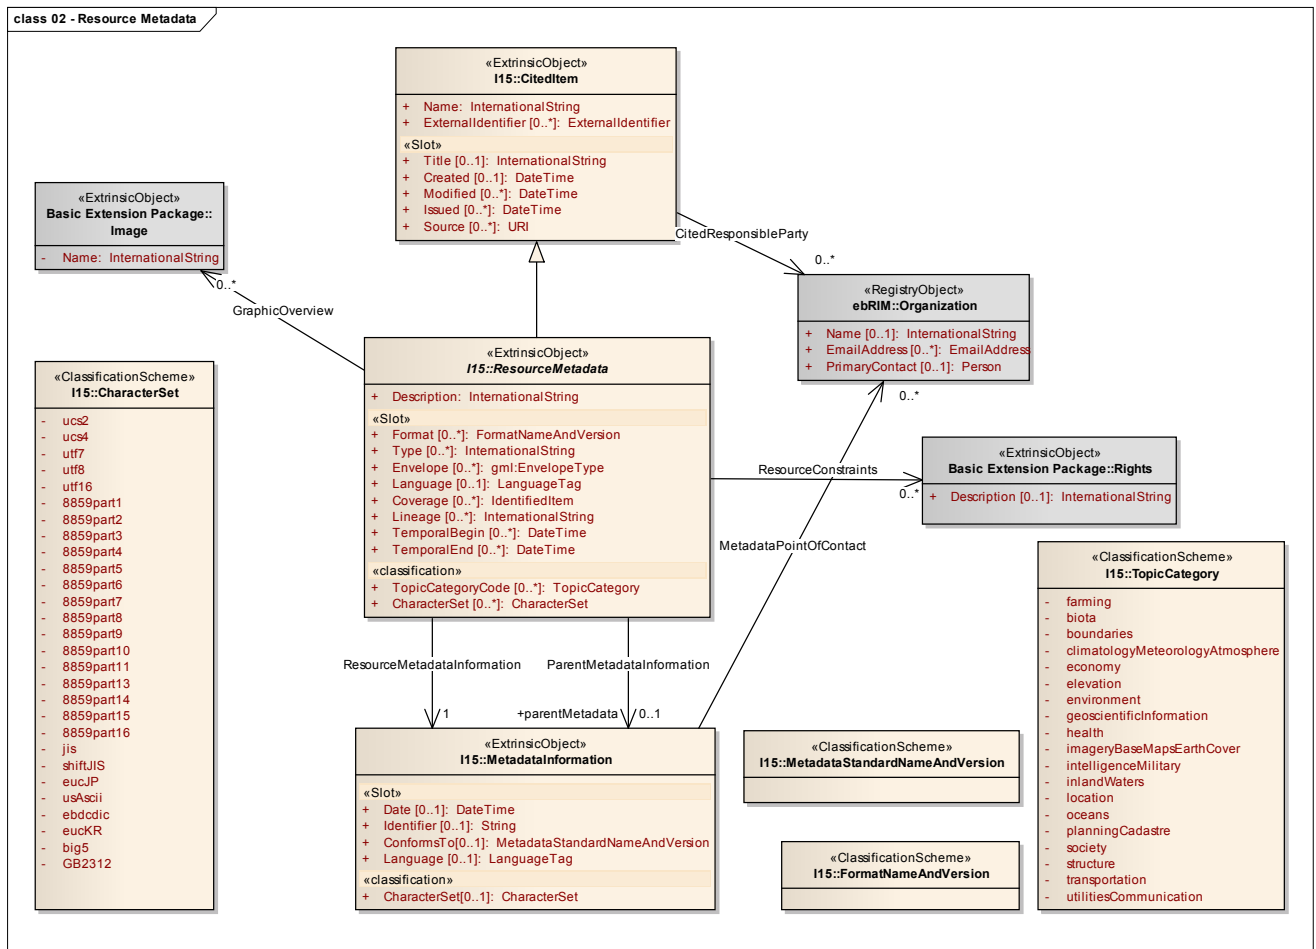 class 02 - Resource Metadata
«ExtrinsicObject»
I15::CitedItem
+ Name: InternationalString
+ ExternalIdentifier [0..*]: ExternalIdentifier
«Slot»
+ Title [0..1]: InternationalString
+ Created [0..1]: DateTime
+ Modified [0..*]: DateTime
+ Issued [0..*]: DateTime
+ Source [0..*]: URI
«ExtrinsicObject»
Basic Extension Package::
Image
- Name: InternationalString
CitedResponsibleParty
0..*
0..*
GraphicOverview
«RegistryObject»
ebRIM::Organization
+ Name [0..1]: InternationalString
+ EmailAddress [0..*]: EmailAddress
+ PrimaryContact [0..1]: Person
0..*
«ExtrinsicObject»
I15::ResourceMetadata
+ Description: InternationalString
«Slot»
+ Format [0..*]: FormatNameAndVersion
+ Type [0..*]: InternationalString
+ Envelope [0..*]: gml:EnvelopeType
+ Language [0..1]: LanguageTag
+ Coverage [0..*]: IdentifiedItem
+ Lineage [0..*]: InternationalString
+ TemporalBegin [0..*]: DateTime
+ TemporalEnd [0..*]: DateTime
«classification»
+ TopicCategoryCode [0..*]: TopicCategory
+ CharacterSet [0..*]: CharacterSet
«ClassificationScheme»
I15::CharacterSet
- ucs2
- ucs4
- utf7
- utf8
- utf16
- 8859part1
- 8859part2
- 8859part3
- 8859part4
- 8859part5
- 8859part6
- 8859part7
- 8859part8
- 8859part9
- 8859part10
- 8859part11
- 8859part13
- 8859part14
- 8859part15
- 8859part16
- jis
- shiftJIS
- eucJP
- usAscii
- ebdcdic
- eucKR
- big5
- GB2312
ResourceConstraints
0..*
«ExtrinsicObject»
Basic Extension Package::Rights
+ Description [0..1]: InternationalString
MetadataPointOfContact
ResourceMetadataInformation
1
ParentMetadataInformation
+parentMetadata
0..1
«ExtrinsicObject»
I15::MetadataInformation
«Slot»
+ Date [0..1]: DateTime
+ Identifier [0..1]: String
+ ConformsTo[0..1]: MetadataStandardNameAndVersion
+ Language [0..1]: LanguageTag
«classification»
+ CharacterSet[0..1]: CharacterSet
«ClassificationScheme»
I15::MetadataStandardNameAndVersion
«ClassificationScheme»
I15::FormatNameAndVersion
«ClassificationScheme»
I15::TopicCategory
- farming
- biota
- boundaries
- climatologyMeteorologyAtmosphere
- economy
- elevation
- environment
- geoscientificInformation
- health
- imageryBaseMapsEarthCover
- intelligenceMilitary
- inlandWaters
- location
- oceans
- planningCadastre
- society
- structure
- transportation
- utilitiesCommunication